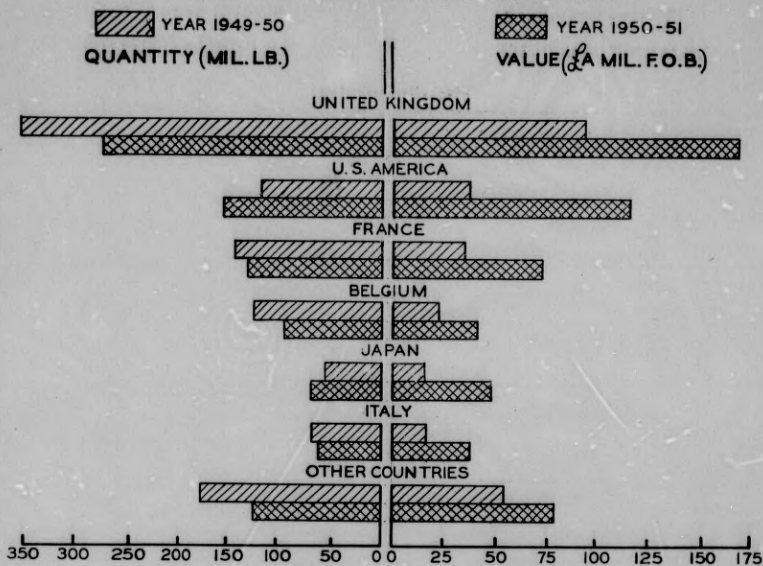 YEAR 1949-50 YEAR 1950-51
QUANTITY (MIL. LB.) VALUE (£A MIL. F.O.B.)
UNITED KINGDOM
U. S. AMERICA
FRANCE
BELGIUM
JAPAN
ITALY
OTHER COUNTRIES
350 300 250 200 150 100 50 0 0 25 50 75 100 125 150 175